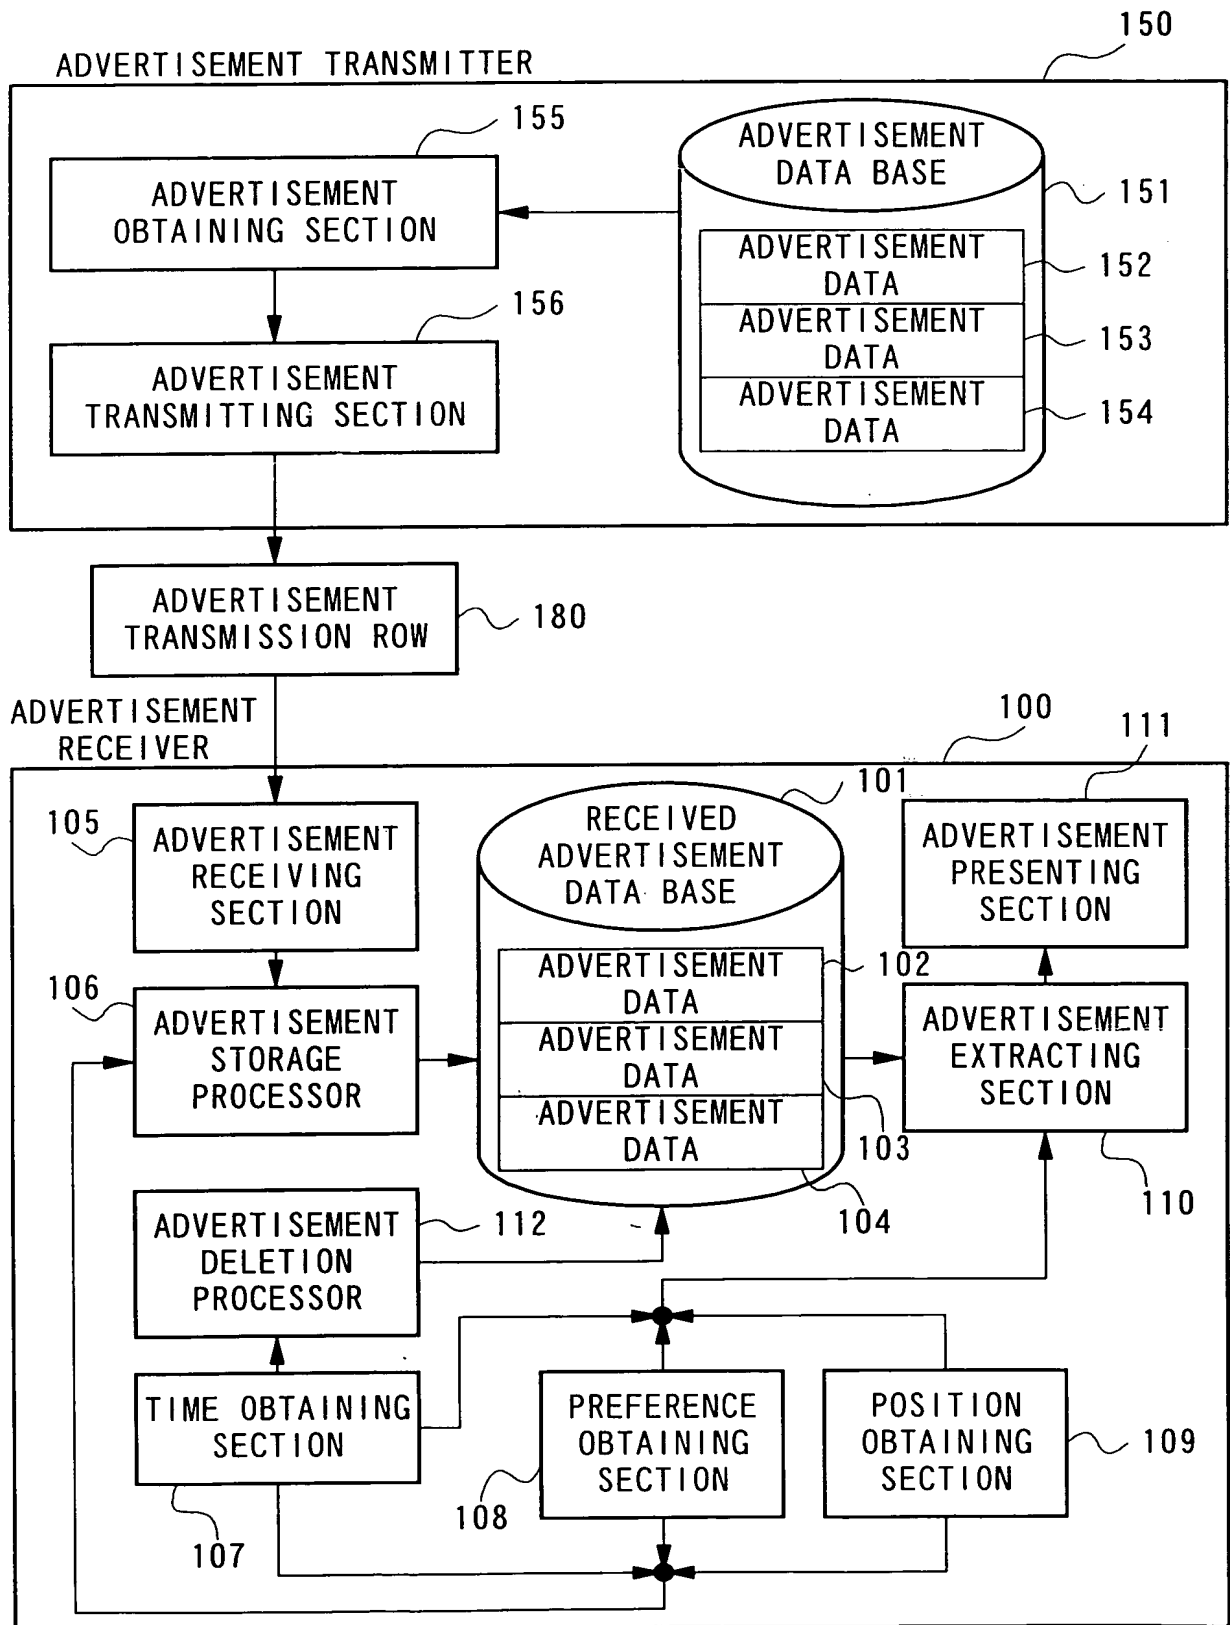 150
ADVERTISEMENT TRANSMITTER
155
ADVERTISEMENT
OBTAINING SECTION
ADVERTISEMENT
DATA BASE
151
ADVERTISEMENT
DATA
152
156
ADVERTISEMENT
DATA
153
ADVERTISEMENT
TRANSMITTING SECTION
ADVERTISEMENT
DATA
154
ADVERTISEMENT
TRANSMISSION ROW
180
ADVERTISEMENT
RECEIVER
100
111
101
105
ADVERTISEMENT
RECEIVING
SECTION
RECEIVED
ADVERTISEMENT
DATA BASE
ADVERTISEMENT
PRESENTING
SECTION
106
ADVERTISEMENT
STORAGE
PROCESSOR
ADVERTISEMENT
DATA
102
ADVERTISEMENT
DATA
103
ADVERTISEMENT
DATA
104
ADVERTISEMENT
EXTRACTING
SECTION
110
ADVERTISEMENT
DELETION
PROCESSOR
112
TIME OBTAINING
SECTION
107
PREFERENCE
OBTAINING
SECTION
108
POSITION
OBTAINING
SECTION
109